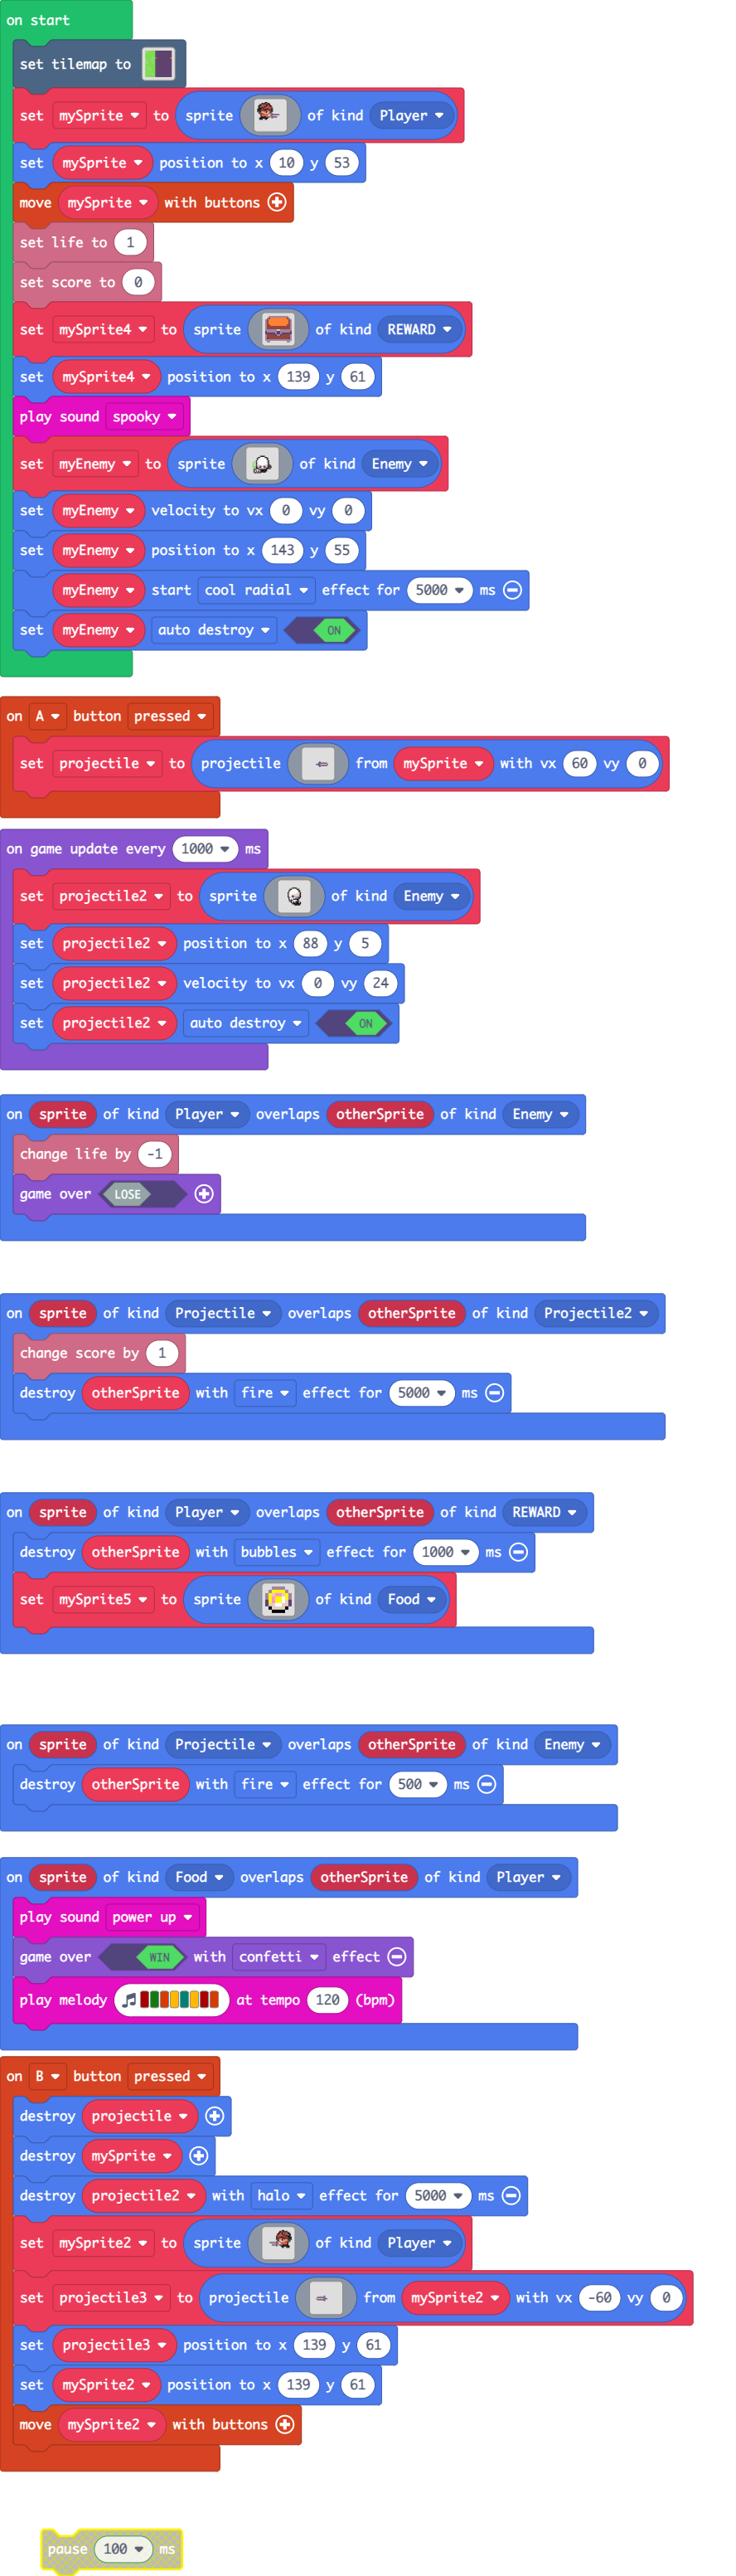 on start
set tilemap to
set mySprite to sprite of kind Player
set mySprite position to x 10 y 53
move mySprite with buttons
set life to 1
set score to 0
set mySprite4 to sprite of kind REWARD
set mySprite4 position to x 139 y 61
play sound spooky
set myEnemy to sprite of kind Enemy
set myEnemy velocity to vx 0 vy 0
set myEnemy position to x 143 y 55
myEnemy start cool radial effect for 5000 ms
set myEnemy auto destroy ON
on A button pressed
set projectile to projectile from mySprite with vx 60 vy 0
on game update every 1000 ms
set projectile2 to sprite of kind Enemy
set projectile2 position to x 88 y 5
set projectile2 velocity to vx 0 vy 24
set projectile2 auto destroy ON
on sprite of kind Player overlaps otherSprite of kind Enemy
change life by -1
game over LOSE
on sprite of kind Projectile overlaps otherSprite of kind Projectile2
change score by 1
destroy otherSprite with fire effect for 5000 ms
on sprite of kind Player overlaps otherSprite of kind REWARD
destroy otherSprite with bubbles effect for 1000 ms
set mySprite5 to sprite of kind Food
on sprite of kind Projectile overlaps otherSprite of kind Enemy
destroy otherSprite with fire effect for 500 ms
on sprite of kind Food overlaps otherSprite of kind Player
play sound power up
game over WIN with confetti effect
play melody at tempo 120 (bpm)
on B button pressed
destroy projectile
destroy mySprite
destroy projectile2 with halo effect for 5000 ms
set mySprite2 to sprite of kind Player
set projectile3 to projectile from mySprite2 with vx -60 vy 0
set projectile3 position to x 139 y 61
set mySprite2 position to x 139 y 61
move mySprite2 with buttons
pause 100 ms